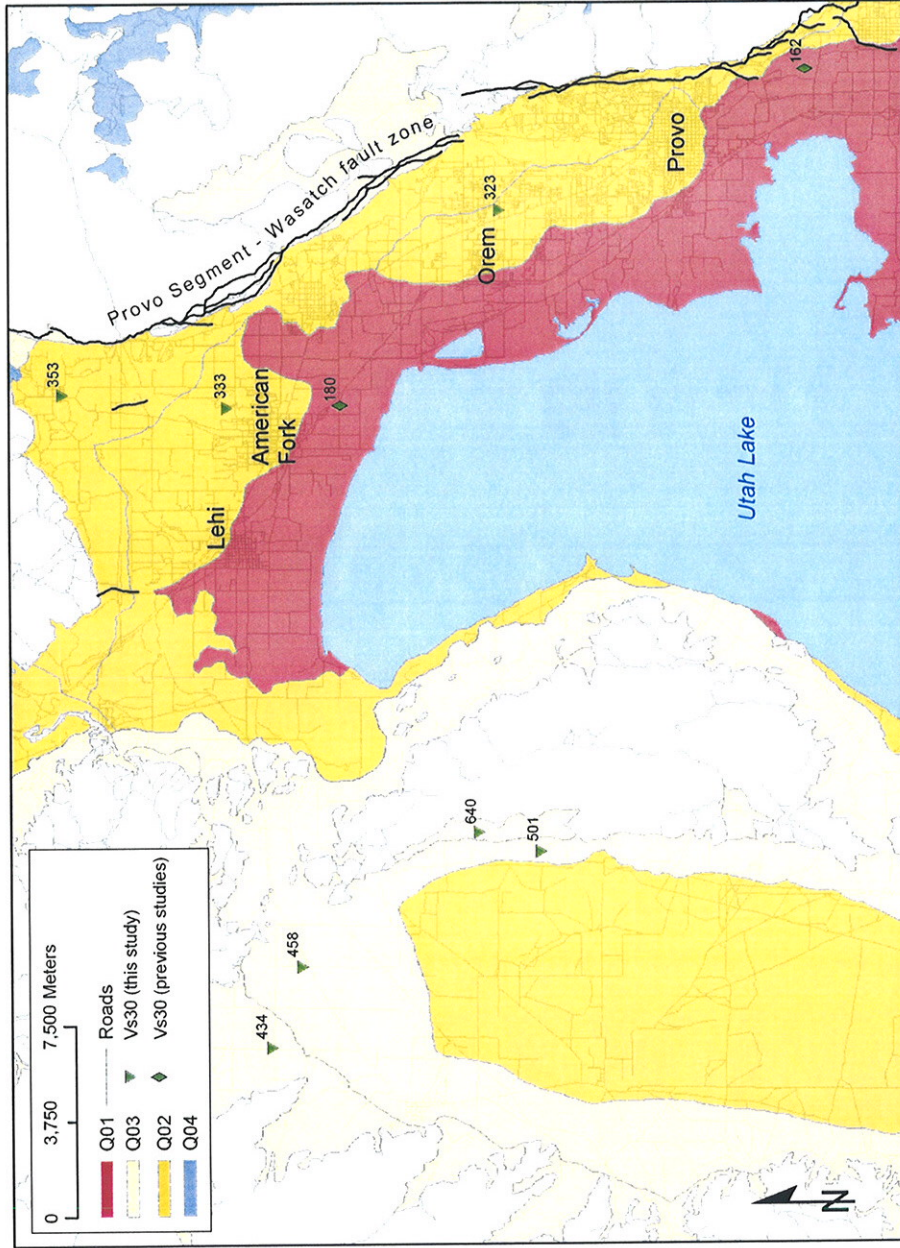 0 3,750 7,500 Meters
Q01
Q03
Q02
Q04
Roads
Vs30 (this study)
Vs30 (previous studies)
434
458
640
501
353
333
180
323
162
Lehi
American
Fork
Orem
Provo
Provo Segment - Wasatch fault zone
Utah Lake
N